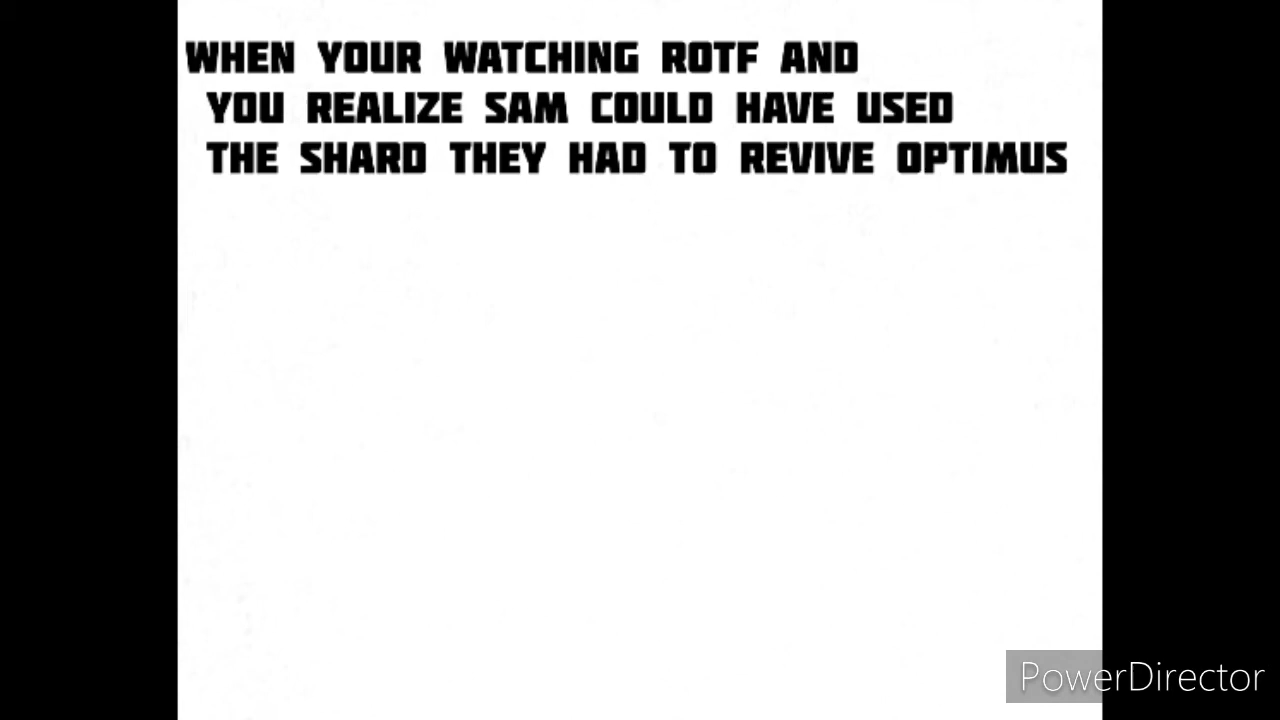 WHEN YOUR WATCHING ROTF AND
YOU REALIZE SAM COULD HAVE USED
THE SHARD THEY HAD TO REVIVE OPTIMUS
PowerDirector